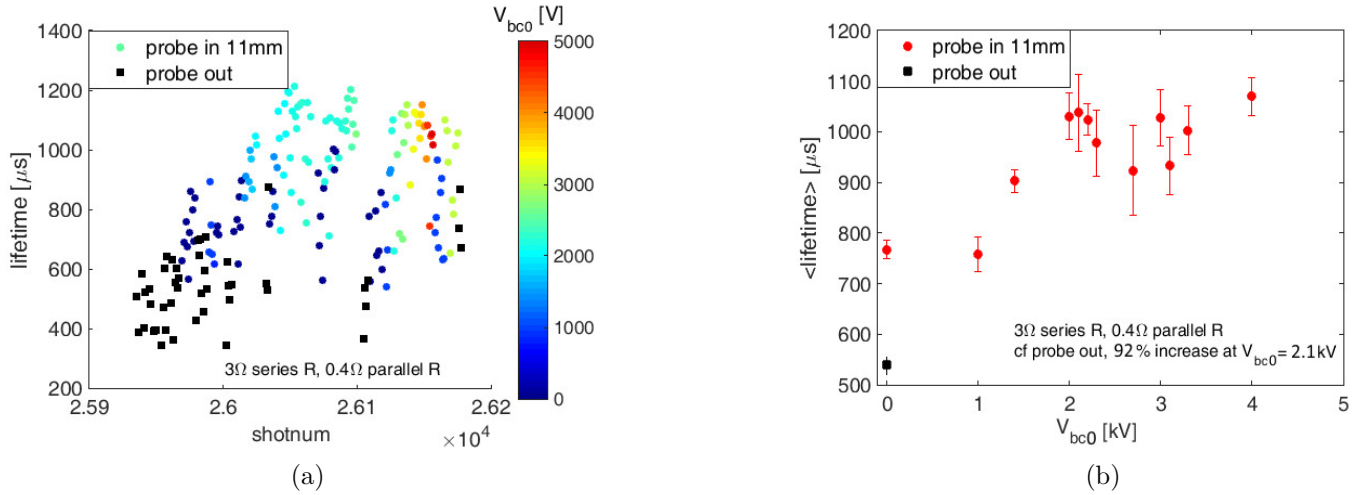 V_bc0 [V]
1400
1200
1000
800
600
400
200
lifetime [μs]
probe in 11mm
probe out
3Ω series R, 0.4Ω parallel R
2.59
2.6
2.61
2.62
shotnum
×10^4
5000
4000
3000
2000
1000
0
(a)
1200
1100
1000
900
800
700
600
500
<lifetime> [μs]
probe in 11mm
probe out
3Ω series R, 0.4Ω parallel R
cf probe out, 92% increase at V_bc0= 2.1kV
0
1
2
3
4
5
V_bc0 [kV]
(b)